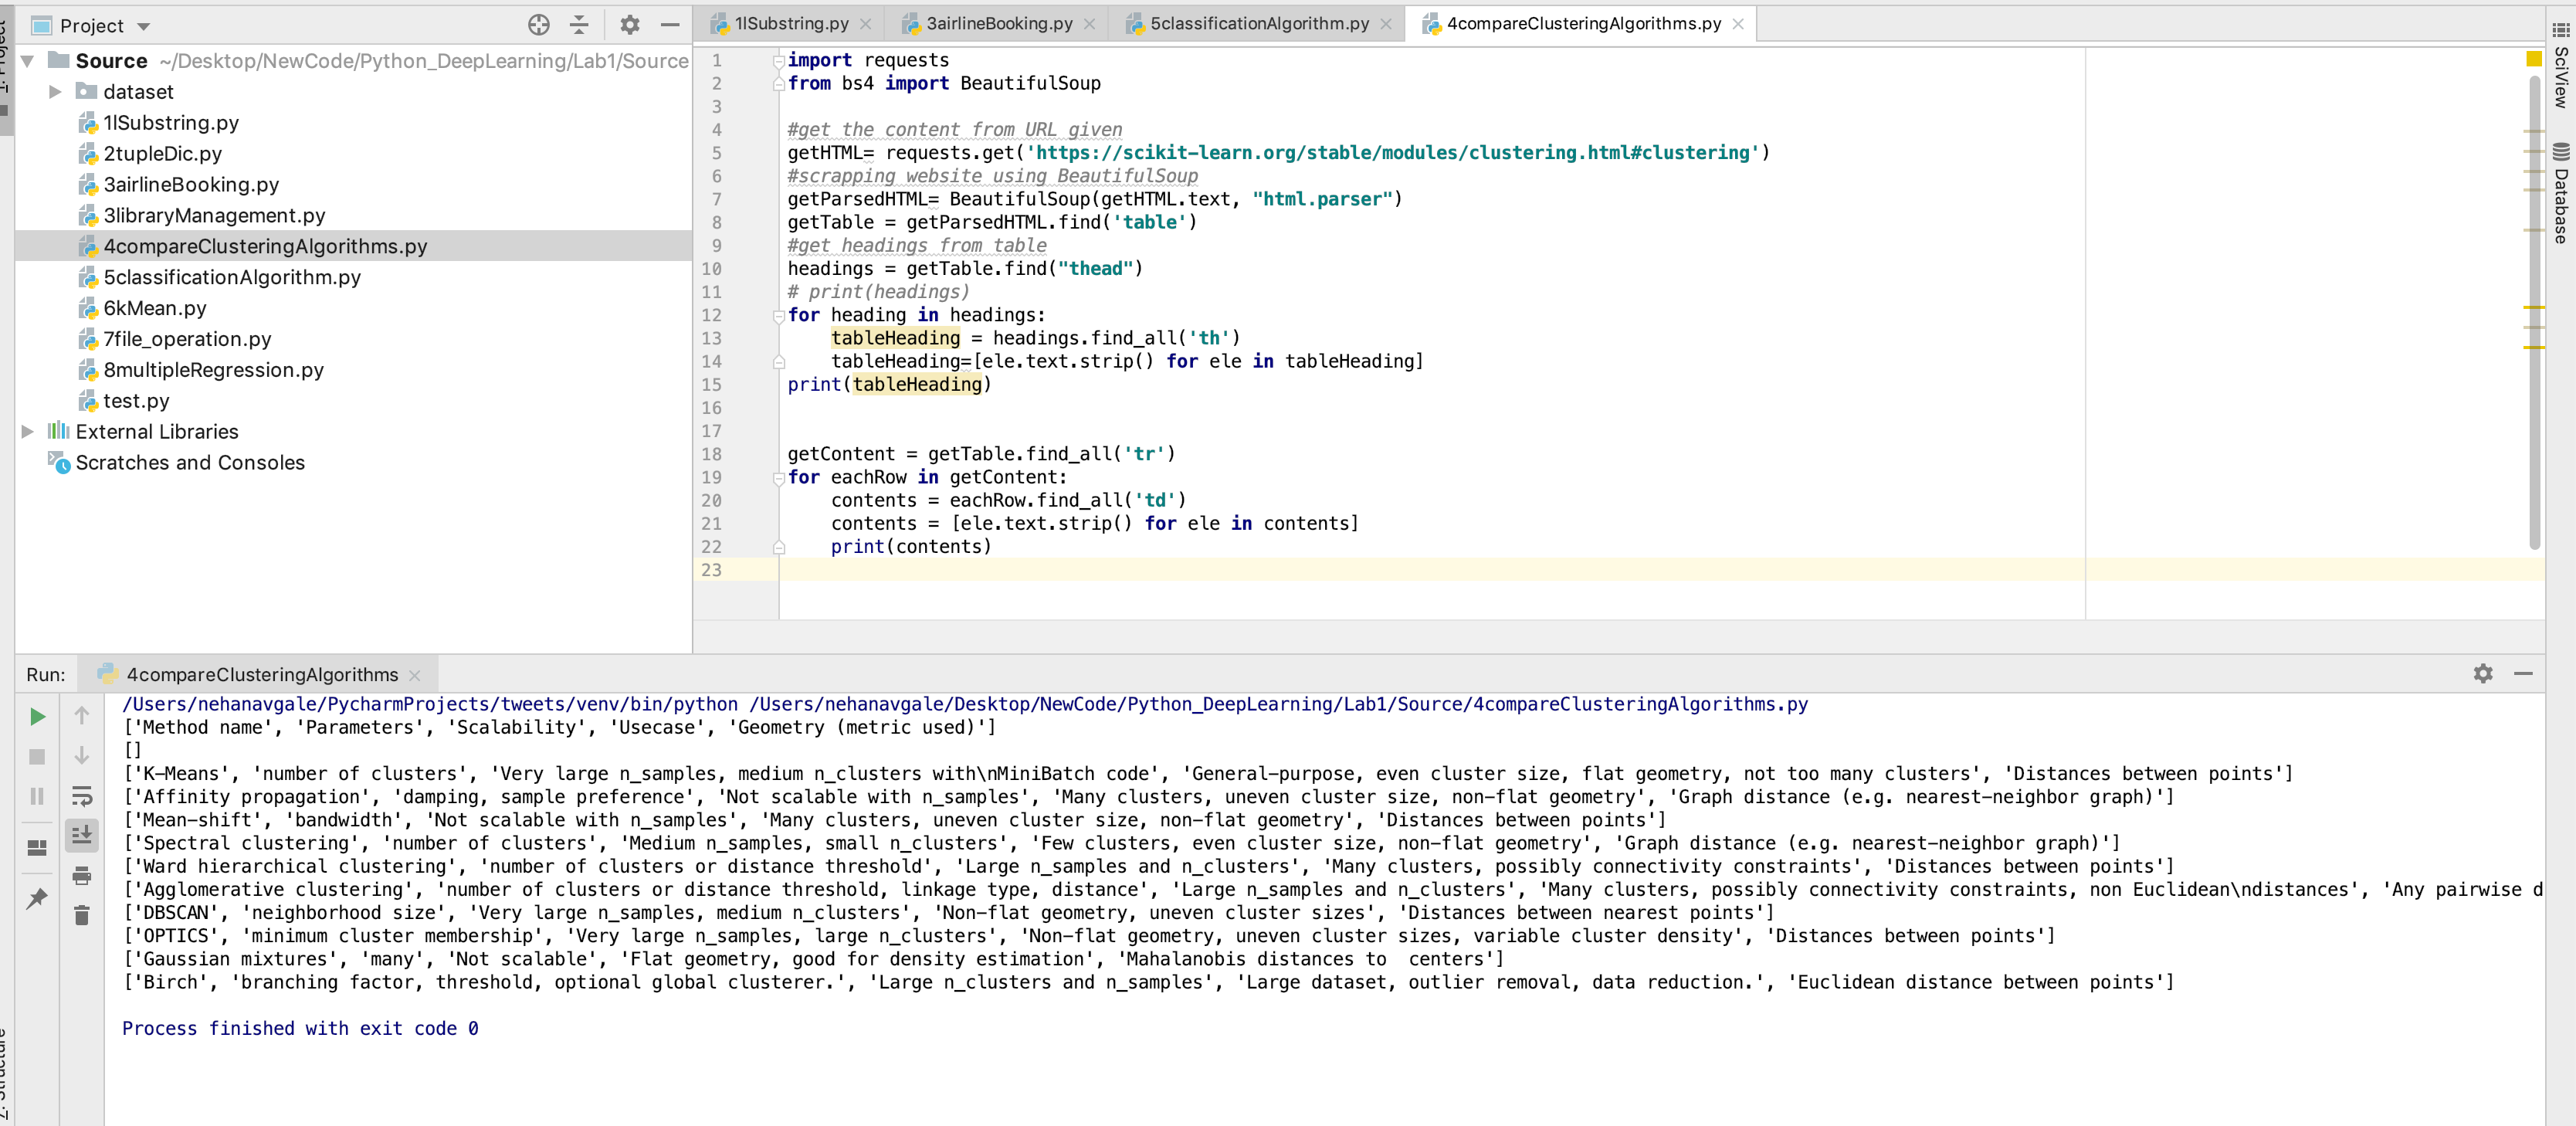 Project
Source ~/Desktop/NewCode/Python_DeepLearning/Lab1/Source
dataset
1lSubstring.py
2tupleDic.py
3airlineBooking.py
3libraryManagement.py
4compareClusteringAlgorithms.py
5classificationAlgorithm.py
6kMean.py
7file_operation.py
8multipleRegression.py
test.py
External Libraries
Scratches and Consoles
1lSubstring.py 3airlineBooking.py 5classificationAlgorithm.py 4compareClusteringAlgorithms.py
1 import requests
2 from bs4 import BeautifulSoup
3
4 #get the content from URL given
5 getHTML= requests.get('https://scikit-learn.org/stable/modules/clustering.html#clustering')
6 #scrapping website using BeautifulSoup
7 getParsedHTML= BeautifulSoup(getHTML.text, "html.parser")
8 getTable = getParsedHTML.find('table')
9 #get headings from table
10 headings = getTable.find("thead")
11 # print(headings)
12 for heading in headings:
13 tableHeading = headings.find_all('th')
14 tableHeading=[ele.text.strip() for ele in tableHeading]
15 print(tableHeading)
16
17
18 getContent = getTable.find_all('tr')
19 for eachRow in getContent:
20 contents = eachRow.find_all('td')
21 contents = [ele.text.strip() for ele in contents]
22 print(contents)
23
SciView
Database
Run: 4compareClusteringAlgorithms
/Users/nehanavgale/PycharmProjects/tweets/venv/bin/python /Users/nehanavgale/Desktop/NewCode/Python_DeepLearning/Lab1/Source/4compareClusteringAlgorithms.py
['Method name', 'Parameters', 'Scalability', 'Usecase', 'Geometry (metric used)']
[]
['K-Means', 'number of clusters', 'Very large n_samples, medium n_clusters with\nMiniBatch code', 'General-purpose, even cluster size, flat geometry, not too many clusters', 'Distances between points']
['Affinity propagation', 'damping, sample preference', 'Not scalable with n_samples', 'Many clusters, uneven cluster size, non-flat geometry', 'Graph distance (e.g. nearest-neighbor graph)']
['Mean-shift', 'bandwidth', 'Not scalable with n_samples', 'Many clusters, uneven cluster size, non-flat geometry', 'Distances between points']
['Spectral clustering', 'number of clusters', 'Medium n_samples, small n_clusters', 'Few clusters, even cluster size, non-flat geometry', 'Graph distance (e.g. nearest-neighbor graph)']
['Ward hierarchical clustering', 'number of clusters or distance threshold', 'Large n_samples and n_clusters', 'Many clusters, possibly connectivity constraints', 'Distances between points']
['Agglomerative clustering', 'number of clusters or distance threshold, linkage type, distance', 'Large n_samples and n_clusters', 'Many clusters, possibly connectivity constraints, non Euclidean\ndistances', 'Any pairwise d
['DBSCAN', 'neighborhood size', 'Very large n_samples, medium n_clusters', 'Non-flat geometry, uneven cluster sizes', 'Distances between nearest points']
['OPTICS', 'minimum cluster membership', 'Very large n_samples, large n_clusters', 'Non-flat geometry, uneven cluster sizes, variable cluster density', 'Distances between points']
['Gaussian mixtures', 'many', 'Not scalable', 'Flat geometry, good for density estimation', 'Mahalanobis distances to  centers']
['Birch', 'branching factor, threshold, optional global clusterer.', 'Large n_clusters and n_samples', 'Large dataset, outlier removal, data reduction.', 'Euclidean distance between points']
Process finished with exit code 0